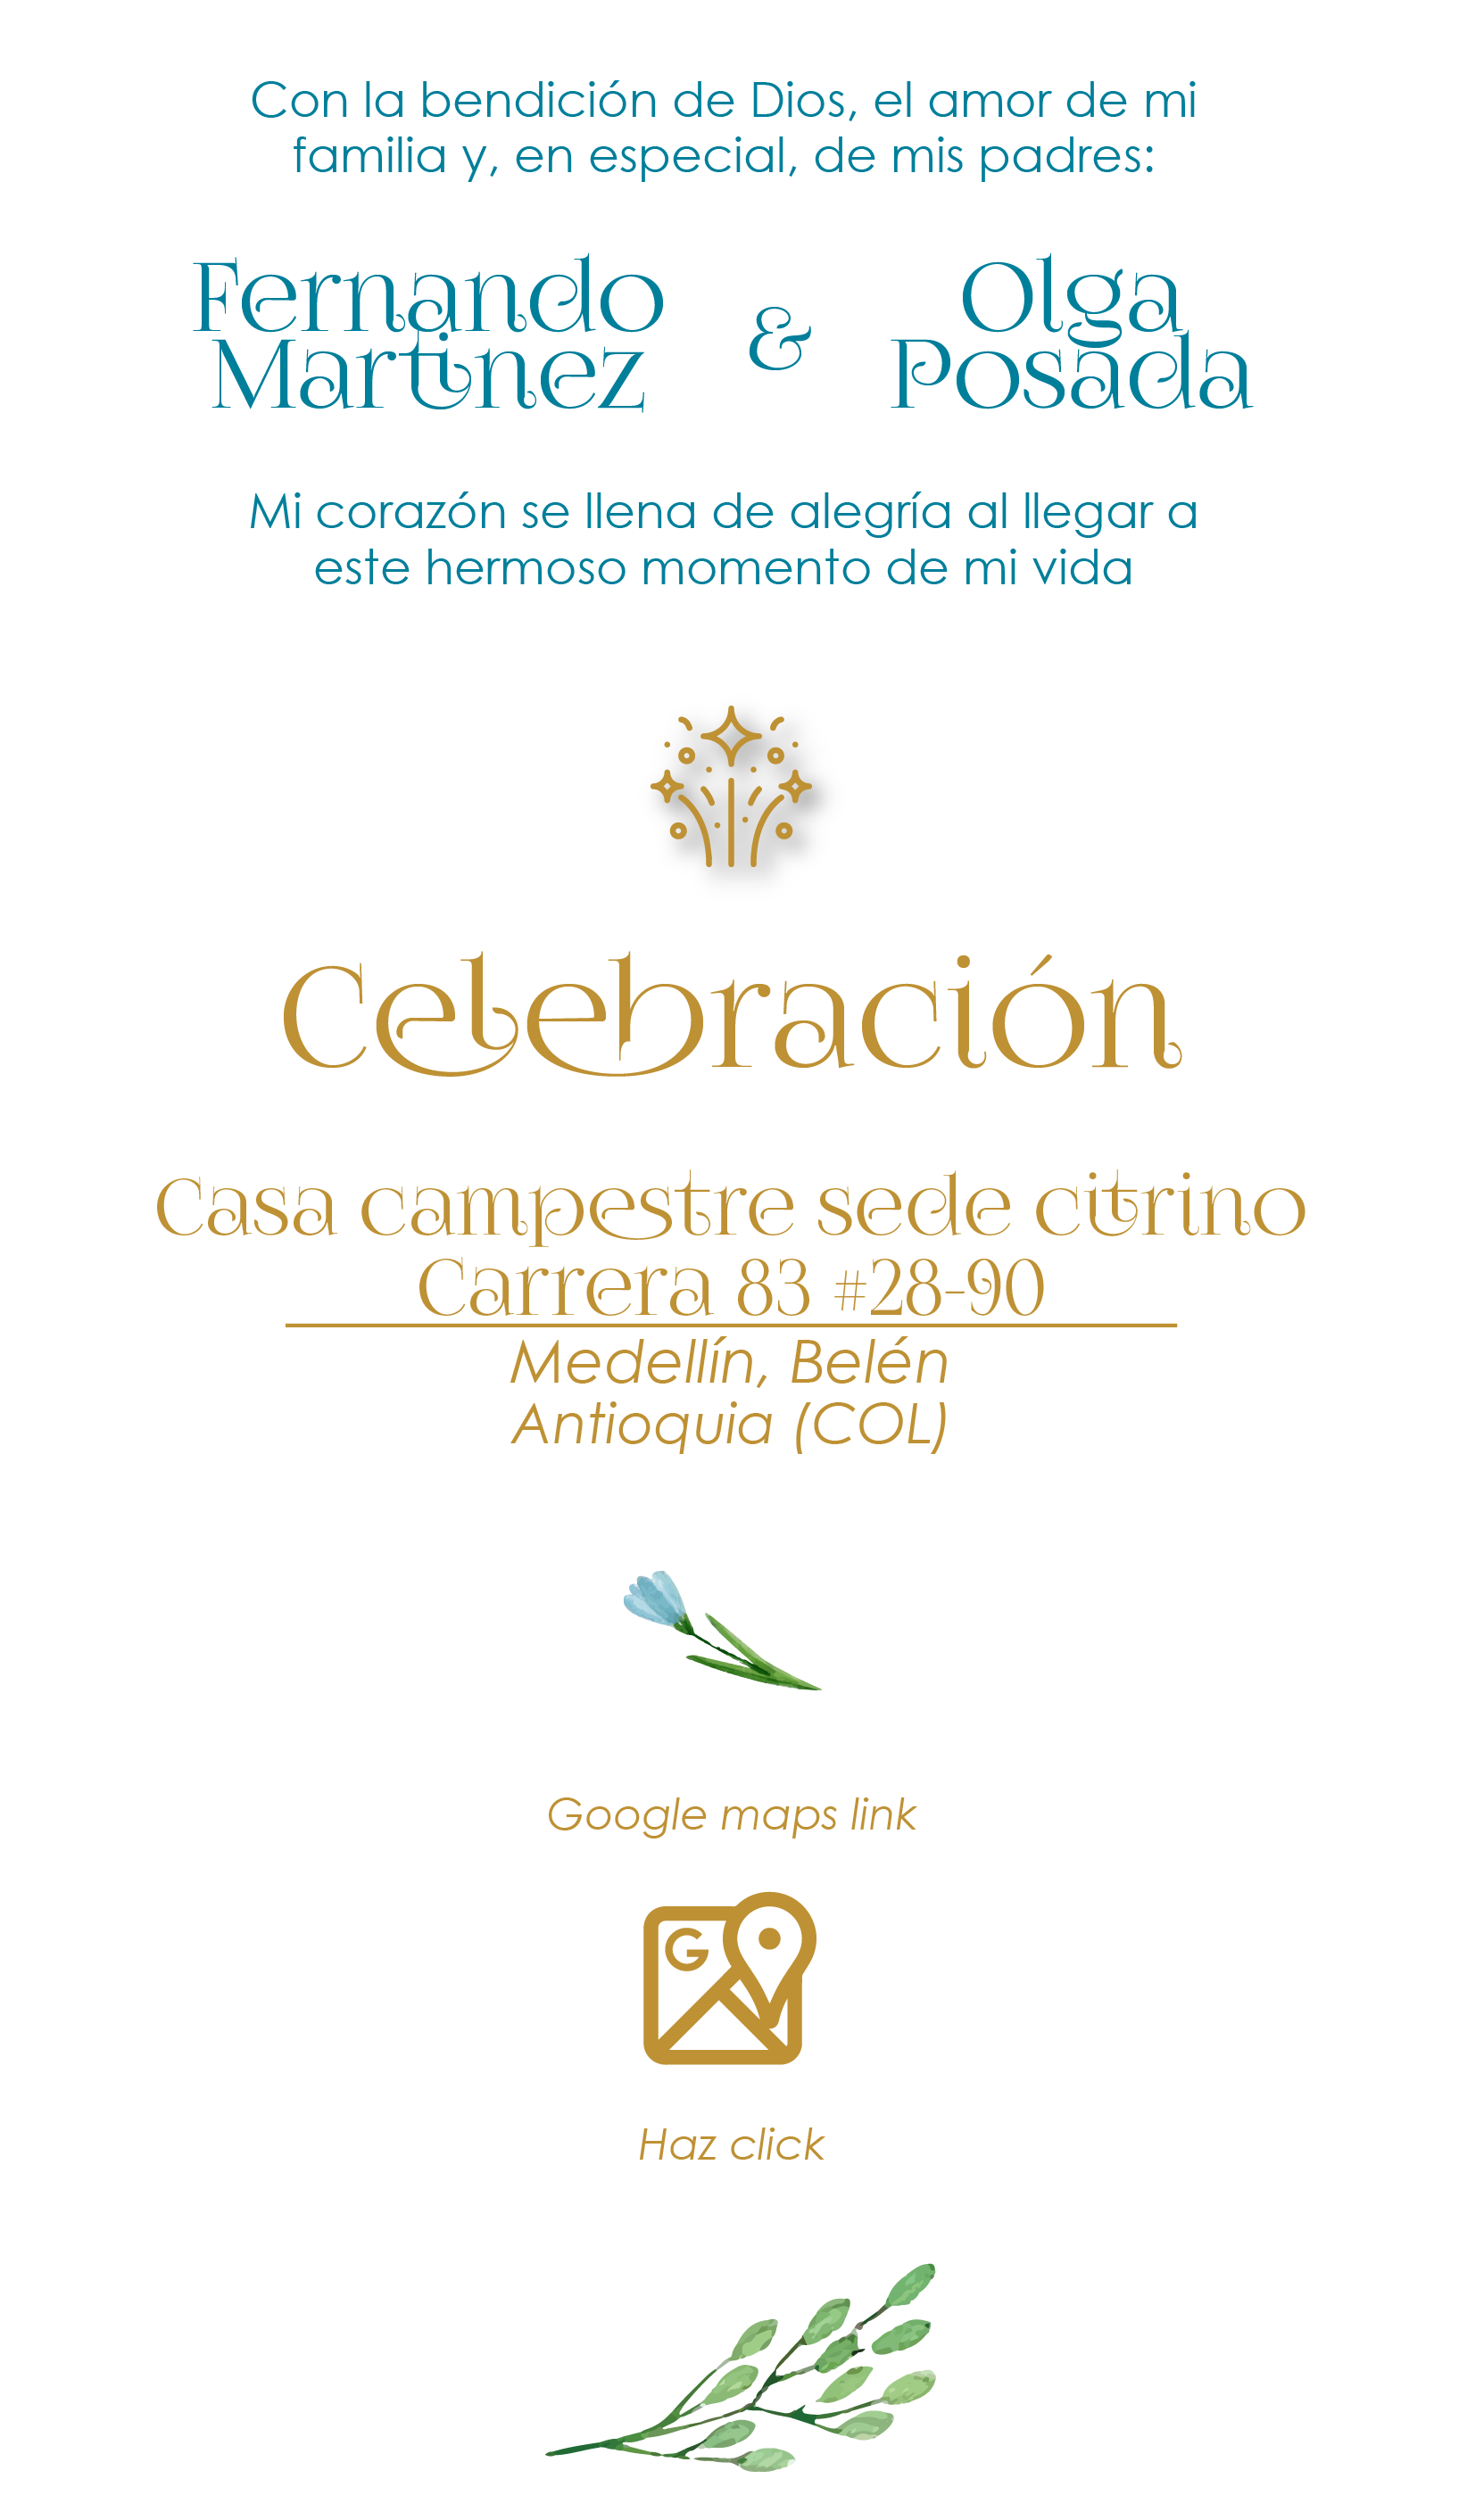 Con la bendición de Dios, el amor de mi
familia y, en especial, de mis padres:
Fernando
Martinez
&
Olga
Posada
Mi corazón se llena de alegría al llegar a
este hermoso momento de mi vida
Celebración
Casa campestre sede citrino
Carrera 83 #28-90
Medellín, Belén
Antioquia (COL)
Google maps link
G
Haz click